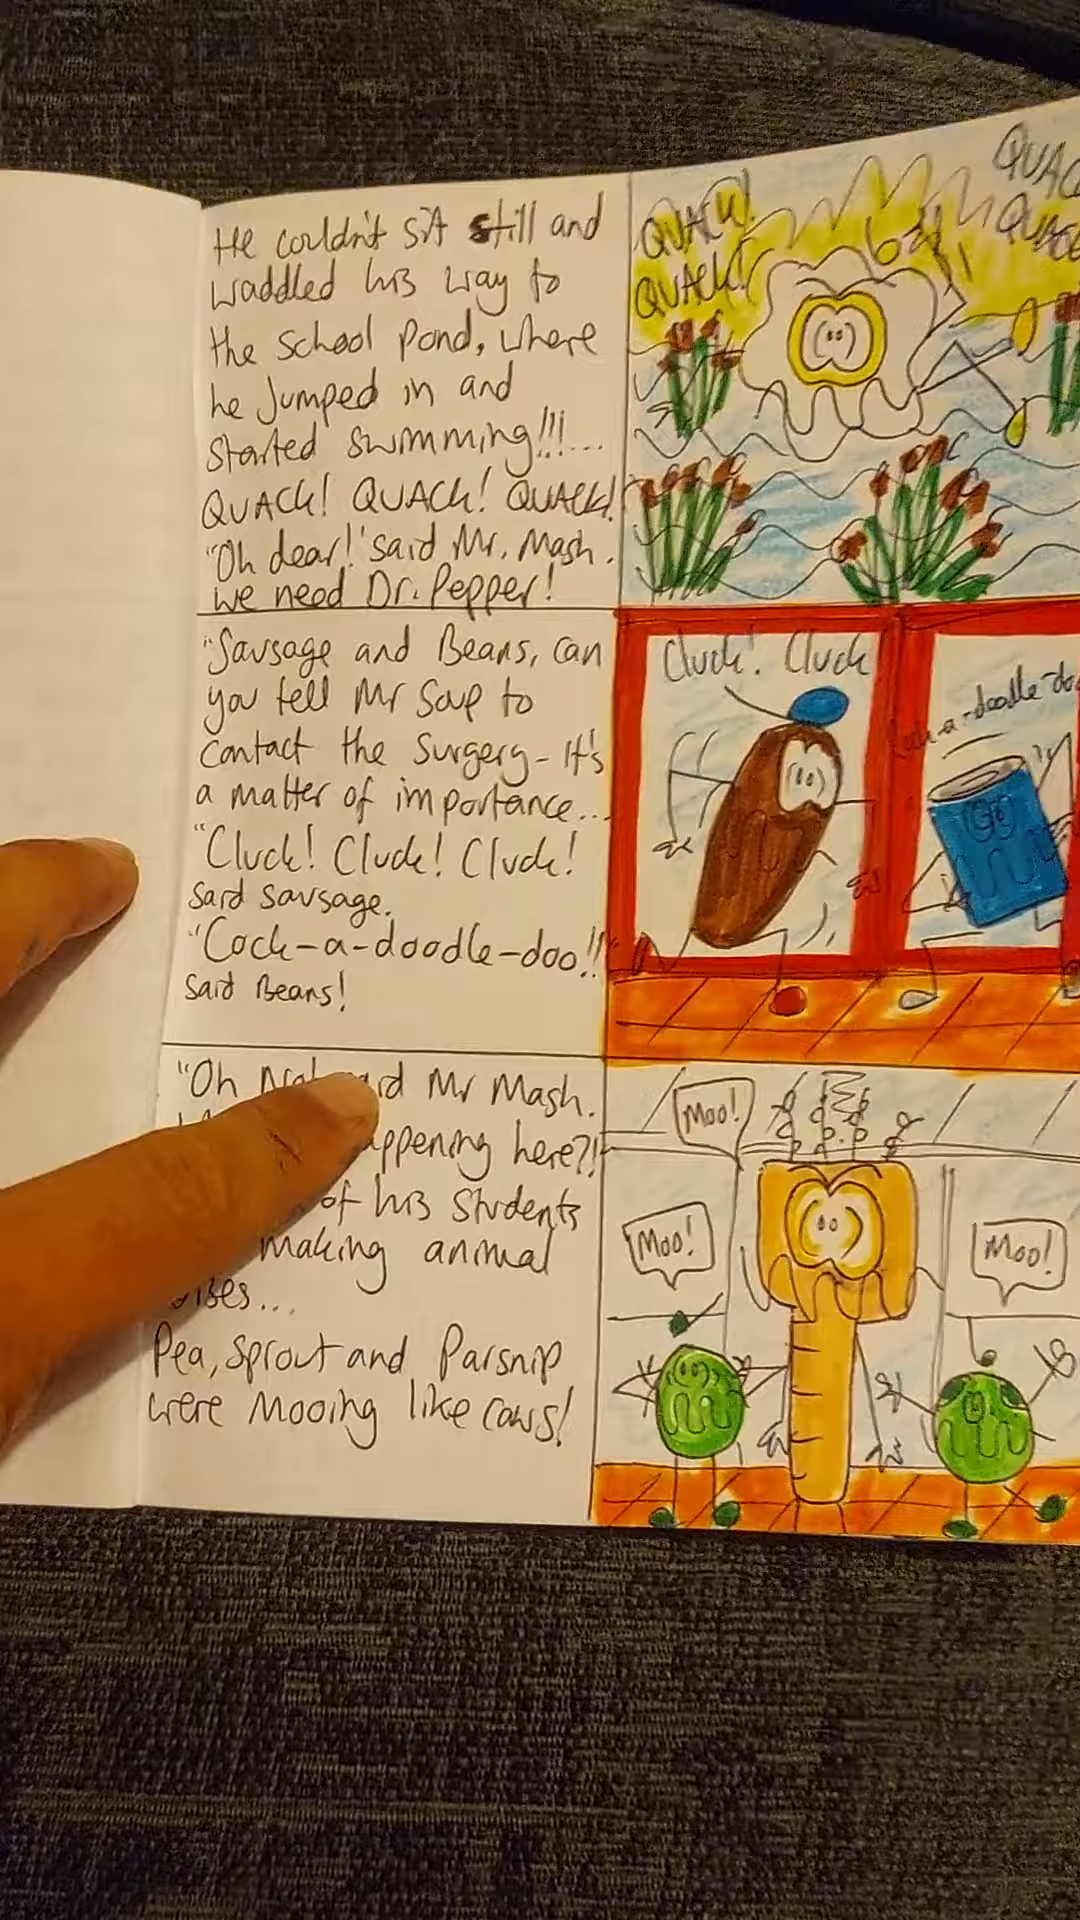 He couldn't sit still and
waddled his way to
the school pond, where
he jumped in and
started swimming!!!...
QUACK! QUACK! QUACK!
"Oh dear!' said Mr. Mash.
we need Dr. Pepper!
QUACK!
QUACK!
"Sausage and Beans, can
you tell Mr Soup to
contact the surgery - it's
a matter of importance...
"Cluck! Cluck! Cluck!
said Sausage.
"Cock-a-doodle-doo!!"
said Beans!
Cluck! Cluck
"Oh Mr Mash.
here?!
of his students
making animal
Pea, Sprout and Parsnip
were Mooing like cows!
Moo!
Moo!
Moo!